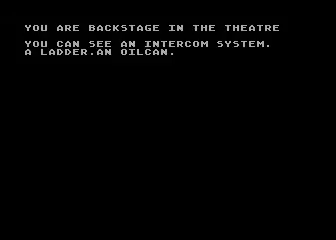 YOU ARE BACKSTAGE IN THE THEATRE
YOU CAN SEE AN INTERCOM SYSTEM.
A LADDER.AN OILCAN.